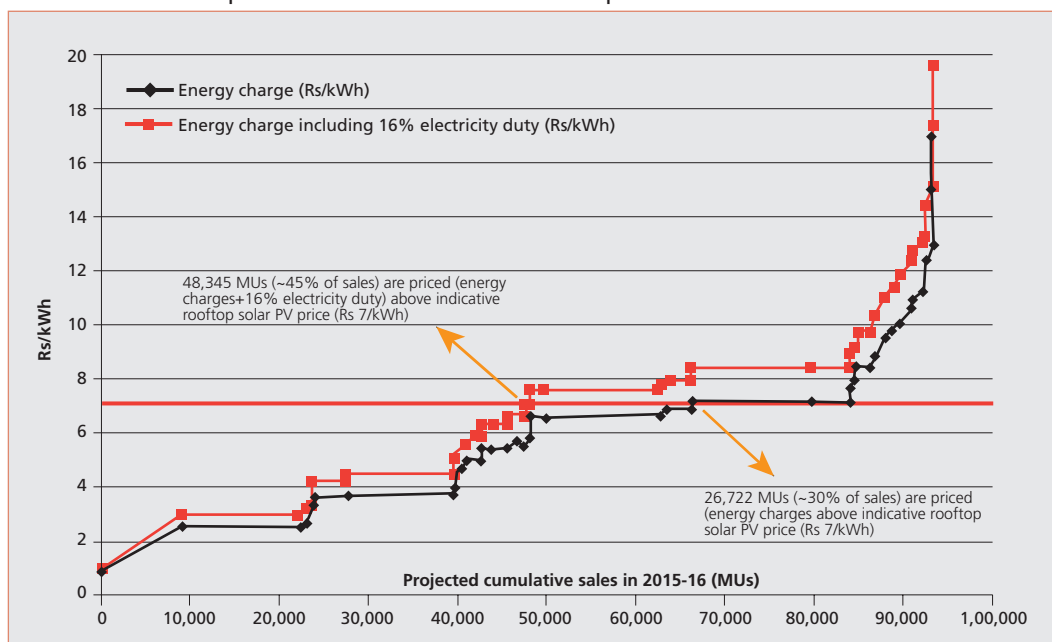 20
18
16
14
12
10
8
6
4
2
0
Rs/kWh
Energy charge (Rs/kWh)
Energy charge including 16% electricity duty (Rs/kWh)
48,345 MUs (~45% of sales) are priced (energy
charges+16% electricity duty) above indicative
rooftop solar PV price (Rs 7/kWh)
26,722 MUs (~30% of sales) are priced
(energy charges above indicative rooftop
solar PV price (Rs 7/kWh)
Projected cumulative sales in 2015-16 (MUs)
0
10,000
20,000
30,000
40,000
50,000
60,000
70,000
80,000
90,000
1,00,000